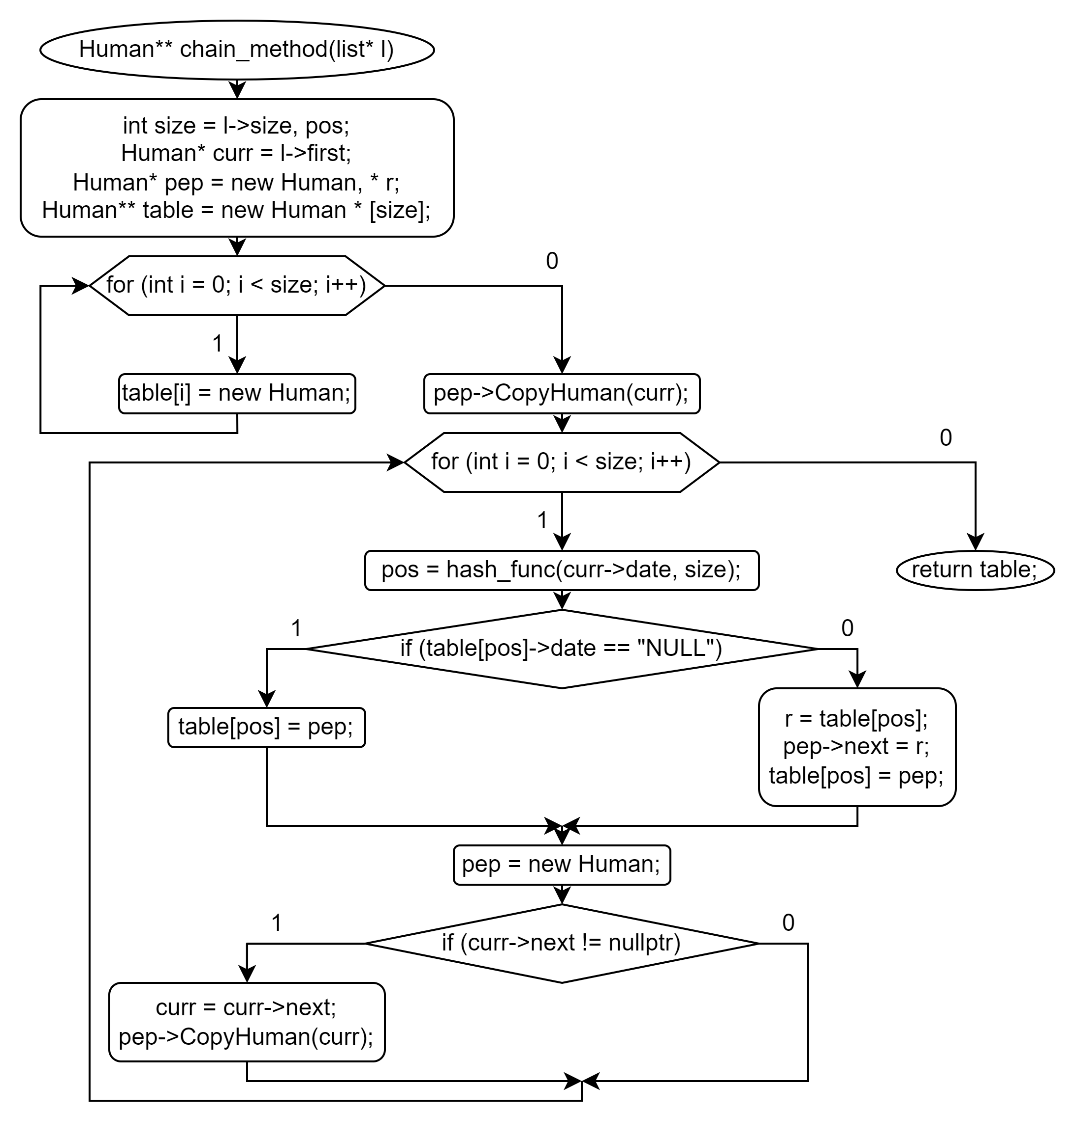 Human** chain_method(list* l)
int size = l->size, pos;
Human* curr = l->first;
Human* pep = new Human, * r;
Human** table = new Human * [size];
for (int i = 0; i < size; i++)
0
1
table[i] = new Human;
pep->CopyHuman(curr);
for (int i = 0; i < size; i++)
0
1
pos = hash_func(curr->date, size);
return table;
if (table[pos]->date == "NULL")
1
0
table[pos] = pep;
r = table[pos];
pep->next = r;
table[pos] = pep;
pep = new Human;
if (curr->next != nullptr)
1
0
curr = curr->next;
pep->CopyHuman(curr);